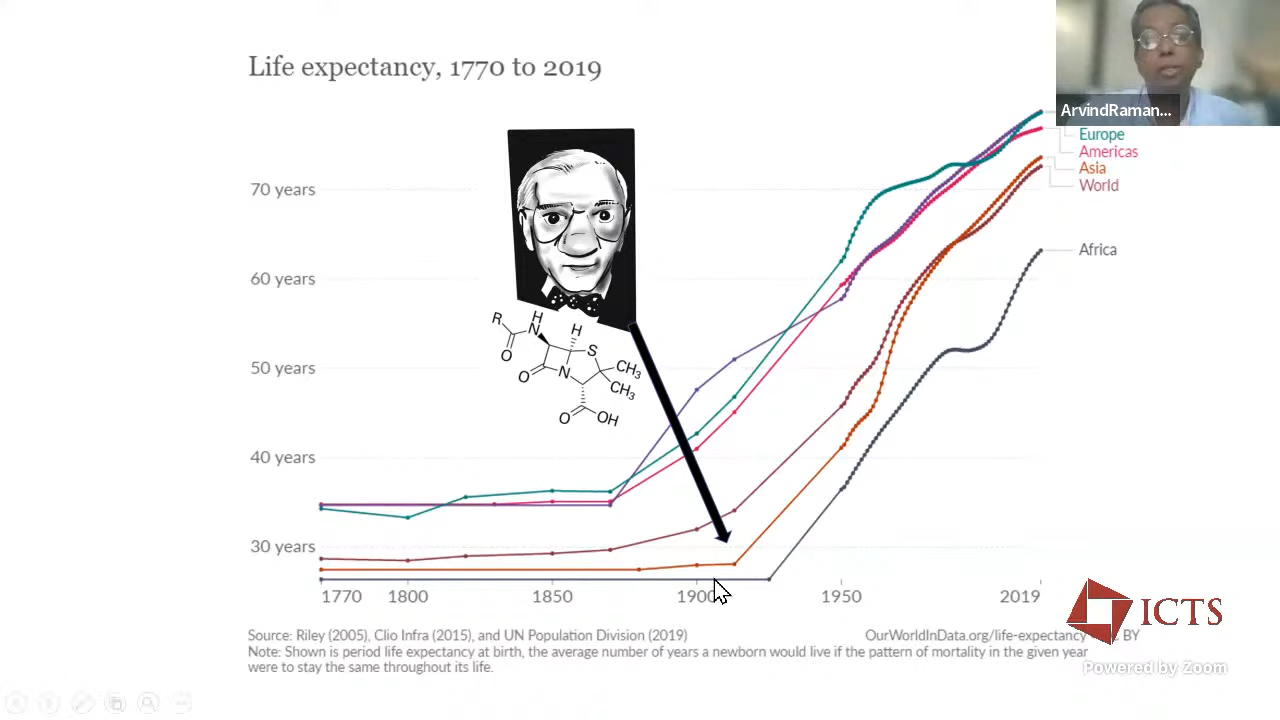 Life expectancy, 1770 to 2019
ArvindRaman...
Europe
Americas
Asia
World
Africa
70 years
60 years
50 years
40 years
30 years
R
H
N
O
H
S
N
O
CH3
CH3
O
OH
1770
1800
1850
1900
1950
2019
Source: Riley (2005), Clio Infra (2015), and UN Population Division (2019)
OurWorldInData.org/life-expectancy BY
Note: Shown is period life expectancy at birth, the average number of years a newborn would live if the pattern of mortality in the given year
were to stay the same throughout its life.
ICTS
Powered by Zoom